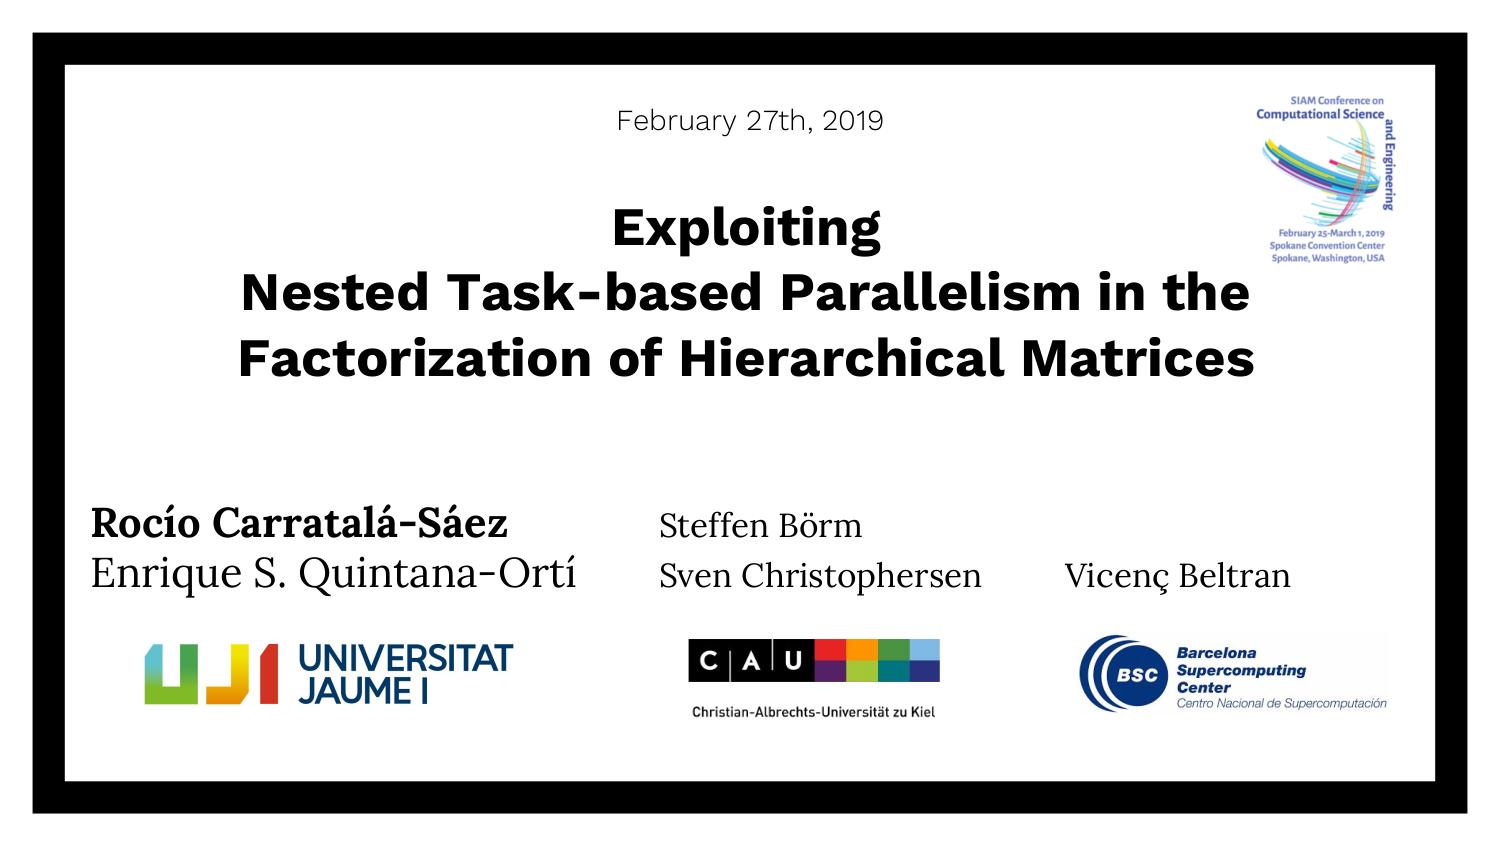 February 27th, 2019
SIAM Conference on
Computational Science
and Engineering
February 25-March 1, 2019
Spokane Convention Center
Spokane, Washington, USA
Exploiting
Nested Task-based Parallelism in the
Factorization of Hierarchical Matrices
Rocío Carratalá-Sáez
Enrique S. Quintana-Ortí
Steffen Börm
Sven Christophersen
Vicenç Beltran
UJI UNIVERSITAT
JAUME I
CAU
Christian-Albrechts-Universität zu Kiel
BSC
Barcelona
Supercomputing
Center
Centro Nacional de Supercomputación